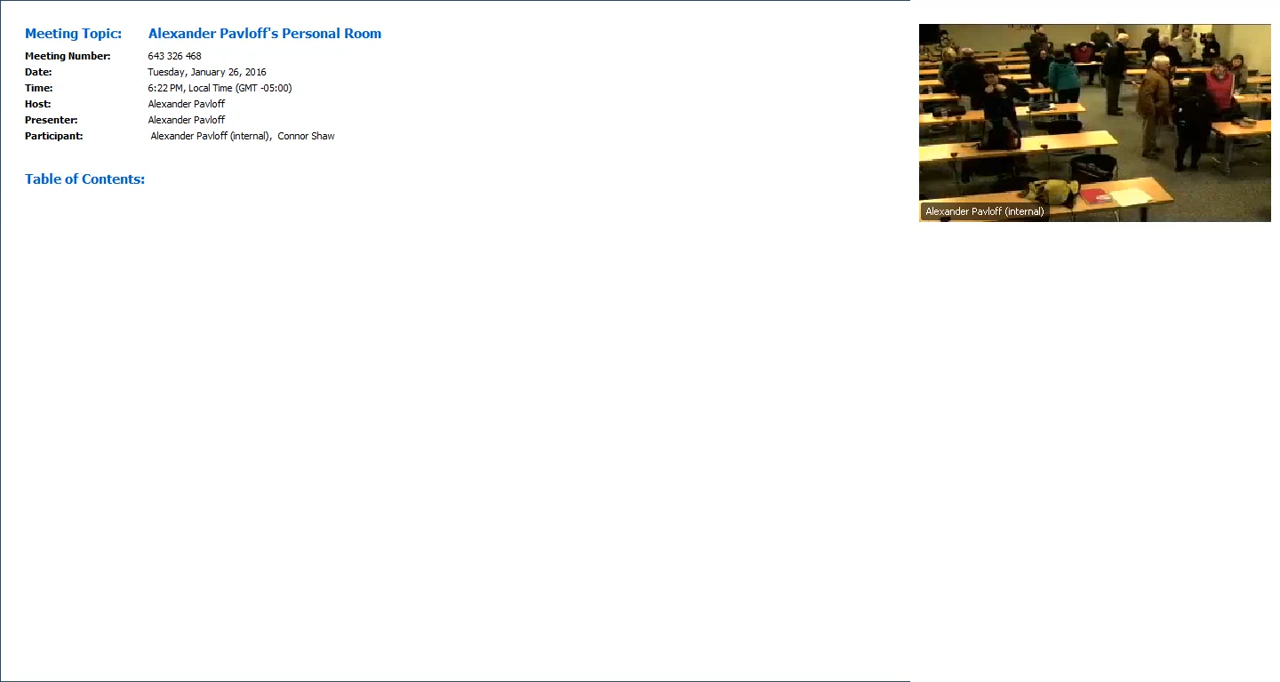 Meeting Topic: Alexander Pavloff's Personal Room
Meeting Number: 643 326 468
Date: Tuesday, January 26, 2016
Time: 6:22 PM, Local Time (GMT -05:00)
Host: Alexander Pavloff
Presenter: Alexander Pavloff
Participant: Alexander Pavloff (internal), Connor Shaw
Table of Contents:
Alexander Pavloff (internal)